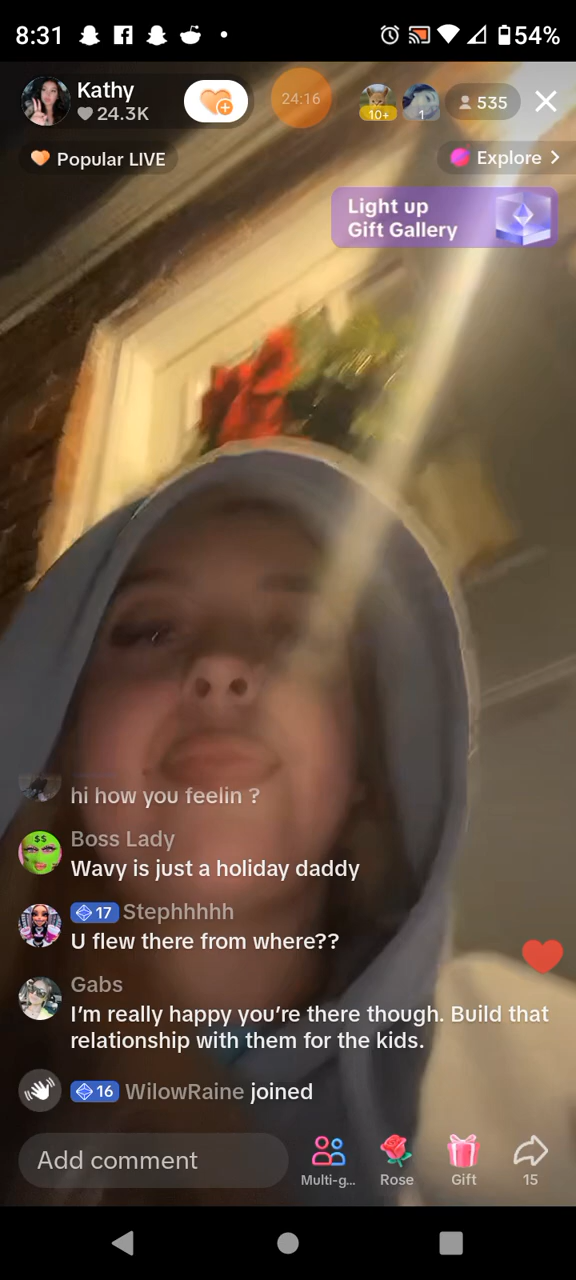 8:31
54%
Kathy
24.3K
24:16
10+
1
535
Popular LIVE
Explore
Light up
Gift Gallery
hi how you feelin ?
$$
Boss Lady
Wavy is just a holiday daddy
17 Stephhhhh
U flew there from where??
Gabs
I'm really happy you're there though. Build that
relationship with them for the kids.
16 WilowRaine joined
Add comment
Multi-g...
Rose
Gift
15